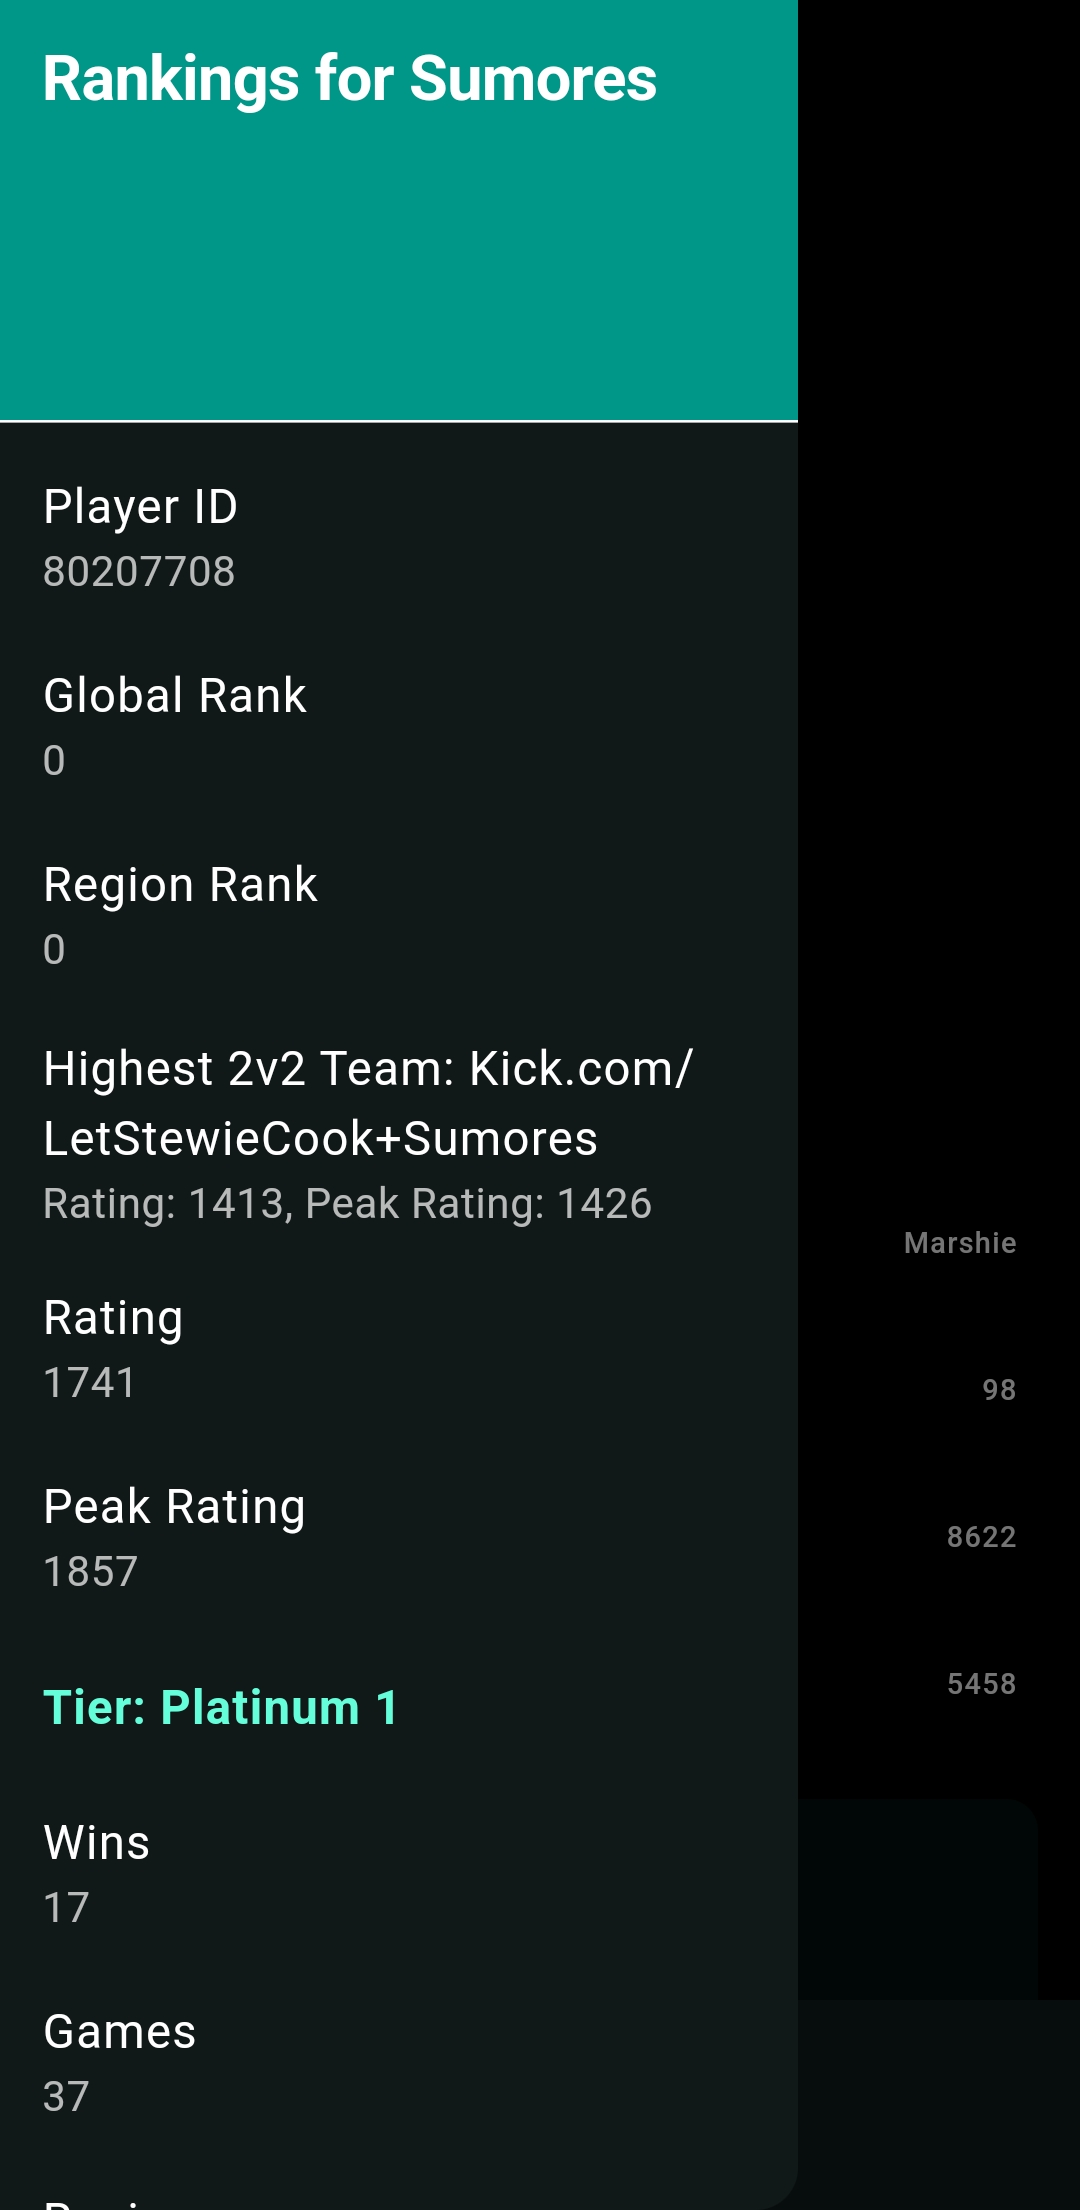 Rankings for Sumores
Player ID
80207708
Global Rank
0
Region Rank
0
Highest 2v2 Team: Kick.com/
LetStewieCook+Sumores
Rating: 1413, Peak Rating: 1426
Rating
1741
Peak Rating
1857
Tier: Platinum 1
Wins
17
Games
37
Marshie
98
8622
5458